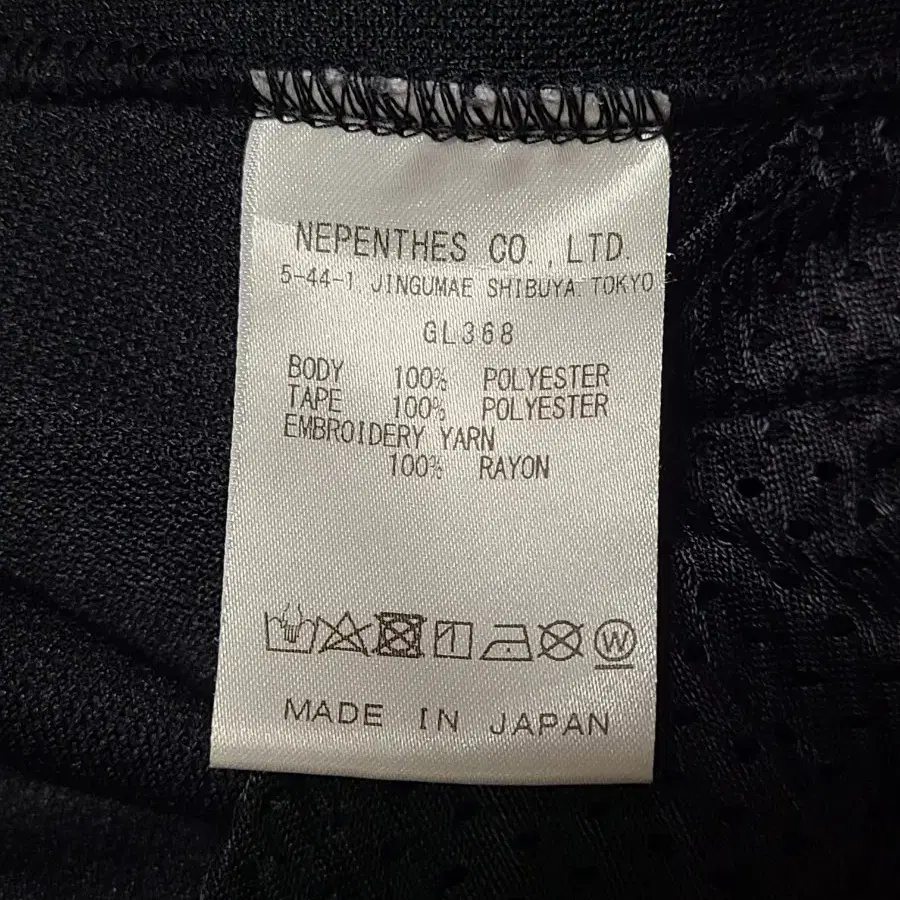 NEPENTHES CO.,LTD.
5-44-1 JINGUMAE SHIBUYA TOKYO
GL368
BODY 100% POLYESTER
TAPE 100% POLYESTER
EMBROIDERY YARN
100% RAYON
W
MADE IN JAPAN